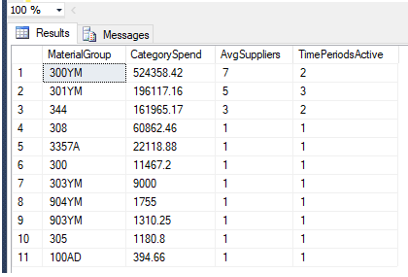 100 %
Results Messages
MaterialGroup CategorySpend AvgSuppliers TimePeriodsActive
1 300YM 524358.42 7 2
2 301YM 196117.16 5 3
3 344 161965.17 3 2
4 308 60862.46 1 1
5 3357A 22118.88 1 1
6 300 11467.2 1 1
7 303YM 9000 1 1
8 904YM 1755 1 1
9 903YM 1310.25 1 1
10 305 1180.8 1 1
11 100AD 394.66 1 1